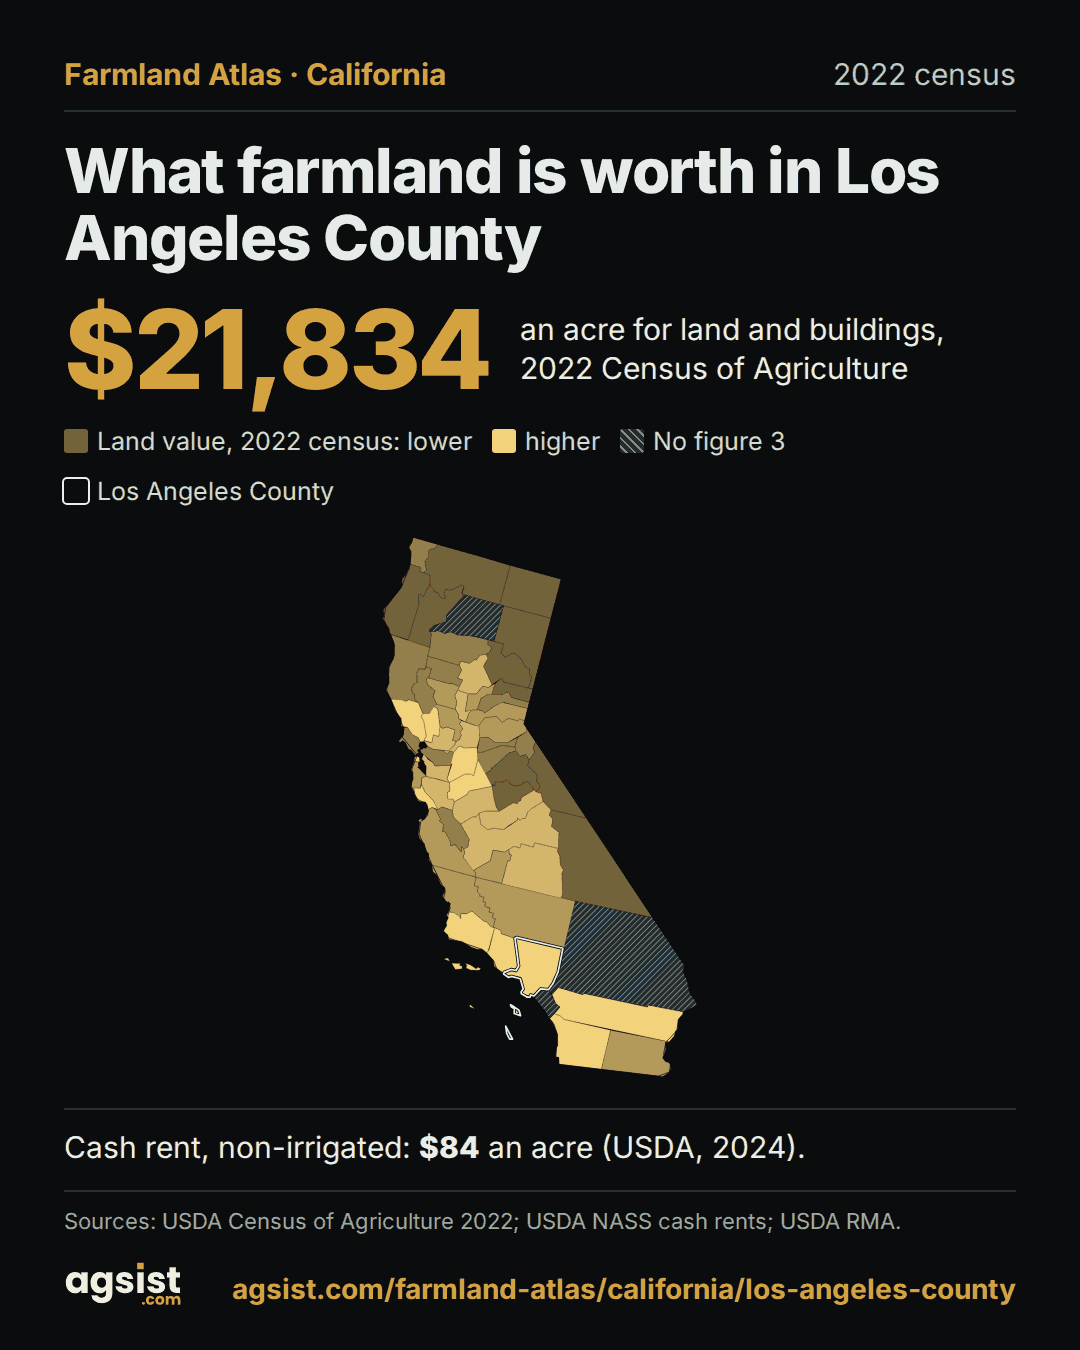 Farmland Atlas · California
2022 census
What farmland is worth in Los
Angeles County
$21,834
an acre for land and buildings,
2022 Census of Agriculture
Land value, 2022 census: lower
higher
No figure 3
Los Angeles County
Cash rent, non-irrigated: $84 an acre (USDA, 2024).
Sources: USDA Census of Agriculture 2022; USDA NASS cash rents; USDA RMA.
agsist
.com
agsist.com/farmland-atlas/california/los-angeles-county